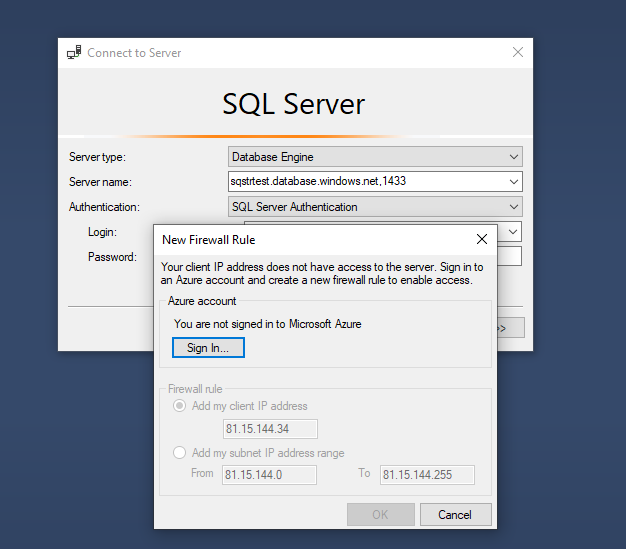 Connect to Server
SQL Server
Server type:
Database Engine
Server name:
sqstrtest.database.windows.net,1433
Authentication:
SQL Server Authentication
Login:
Password:
>>
New Firewall Rule
Your client IP address does not have access to the server. Sign in to
an Azure account and create a new firewall rule to enable access.
Azure account
You are not signed in to Microsoft Azure
Sign In...
Firewall rule
Add my client IP address
81.15.144.34
Add my subnet IP address range
From
81.15.144.0
To
81.15.144.255
OK
Cancel